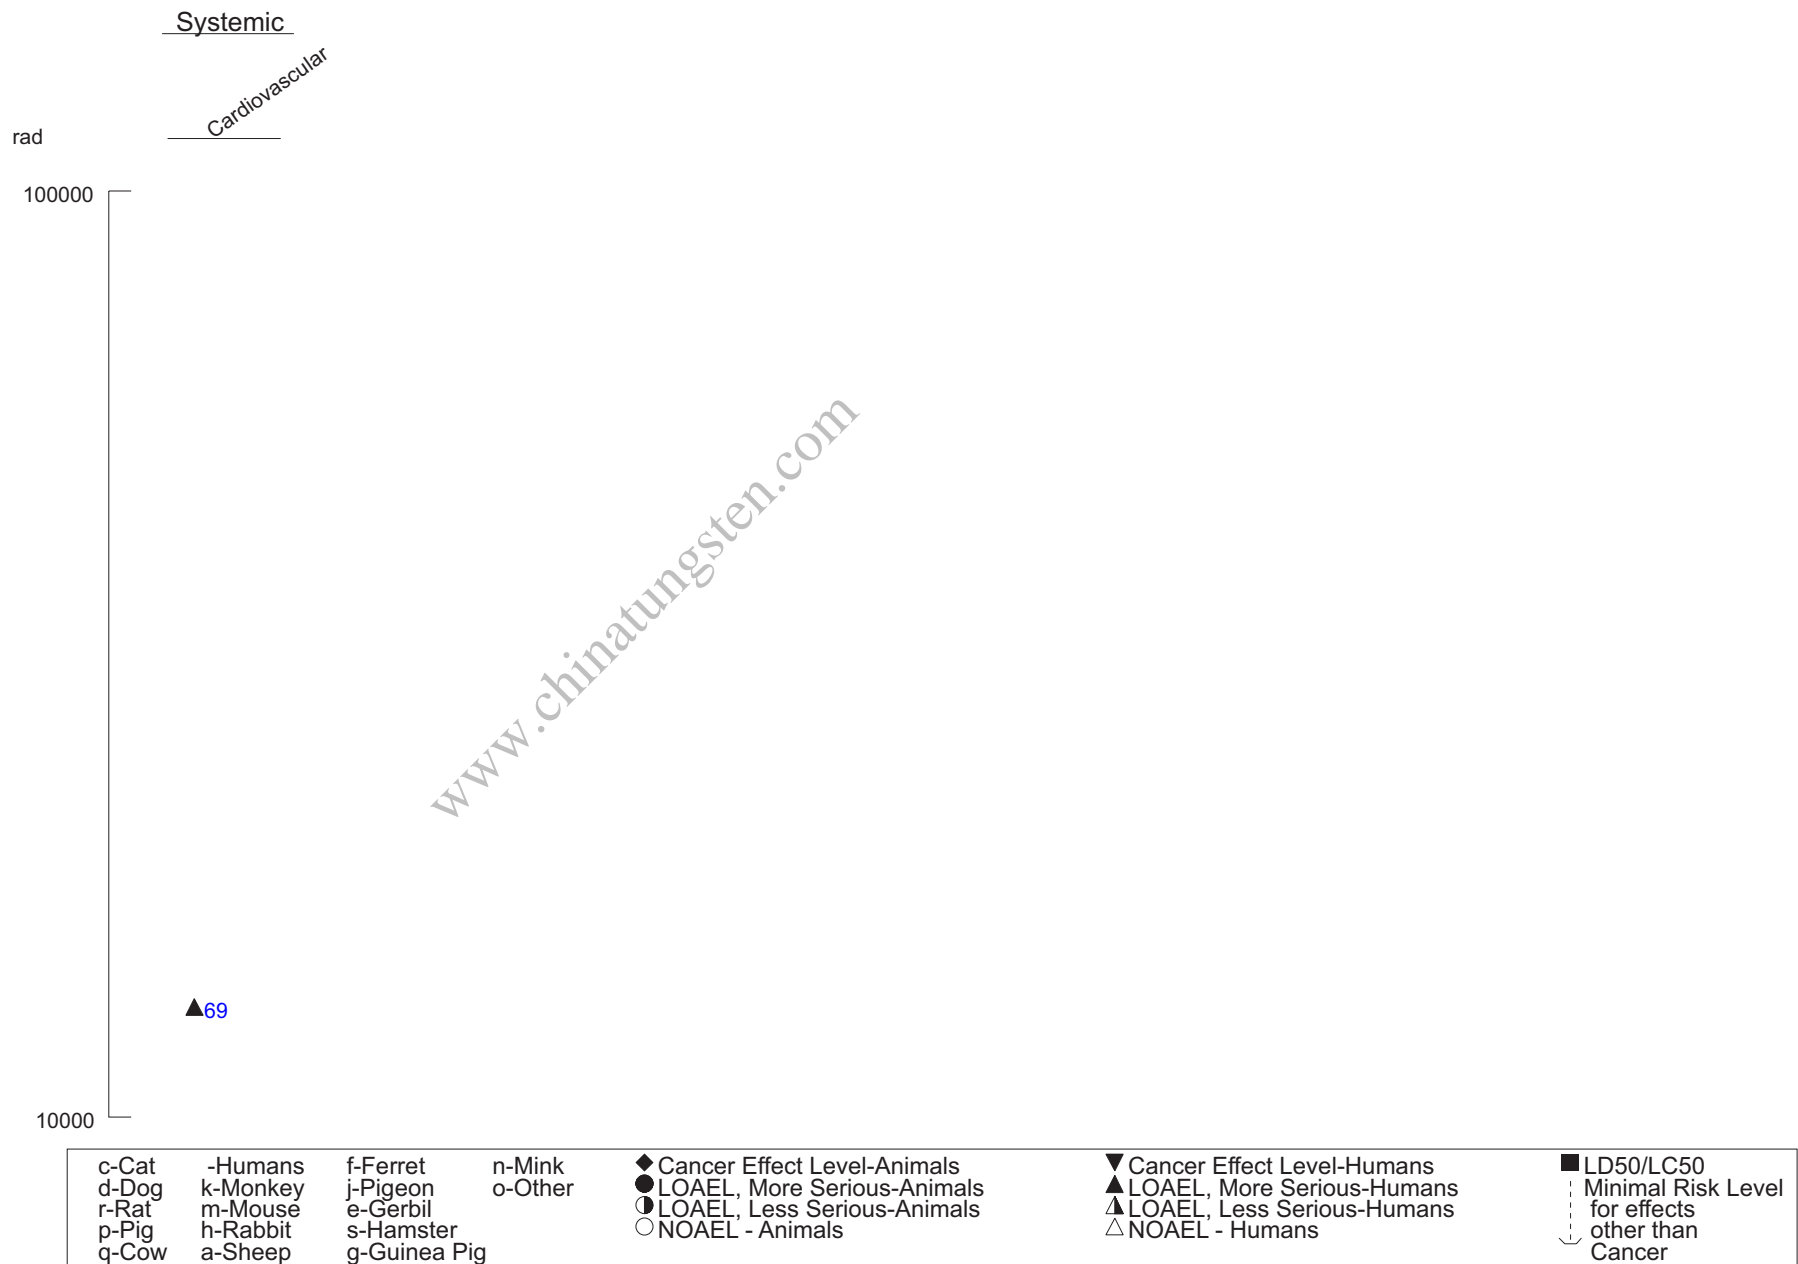 Systemic
Cardiovascular
rad
100000
www.chinatungsten.com
69
10000
c-Cat -Humans f-Ferret n-Mink Cancer Effect Level-Animals Cancer Effect Level-Humans LD50/LC50
d-Dog k-Monkey j-Pigeon o-Other LOAEL, More Serious-Animals LOAEL, More Serious-Humans Minimal Risk Level
r-Rat m-Mouse e-Gerbil LOAEL, Less Serious-Animals LOAEL, Less Serious-Humans for effects
p-Pig h-Rabbit s-Hamster NOAEL - Animals NOAEL - Humans other than
q-Cow a-Sheep g-Guinea Pig Cancer